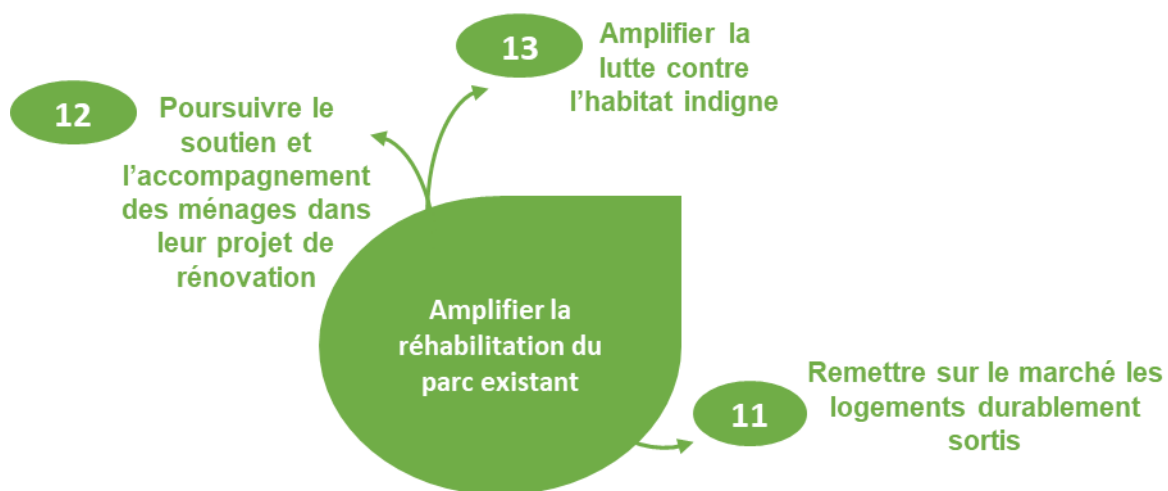 13
Amplifier la
lutte contre
l'habitat indigne
12
Poursuivre le
soutien et
l'accompagnement
des ménages dans
leur projet de
rénovation
Amplifier la
réhabilitation du
parc existant
11
Remettre sur le marché les
logements durablement
sortis